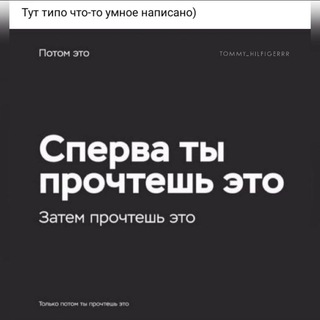 Тут типо что-то умное написано)
Потом это
TOMMY_HILFIGERRR
Сперва ты
прочтешь это
Затем прочтешь это
Только потом ты прочтешь это